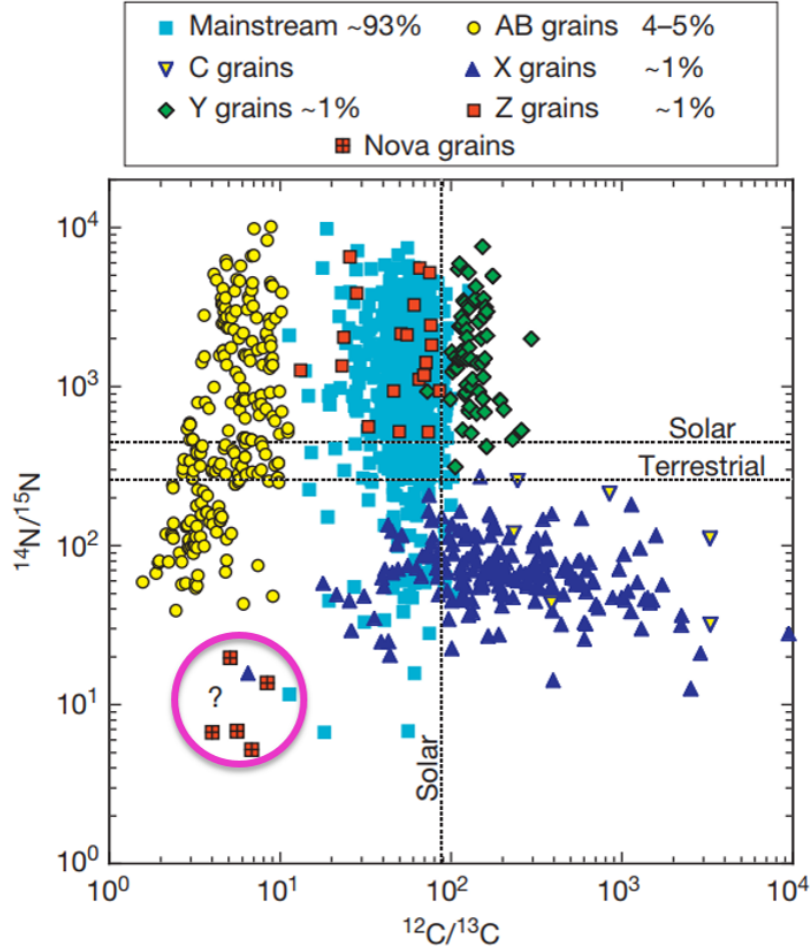 Mainstream ~93% AB grains 4–5%
C grains X grains ~1%
Y grains ~1% Z grains ~1%
Nova grains
10⁴
10³
Solar
Terrestrial
10²
?
10¹
Solar
10⁰
¹⁴N/¹⁵N
10⁰ 10¹ 10² 10³ 10⁴
¹²C/¹³C